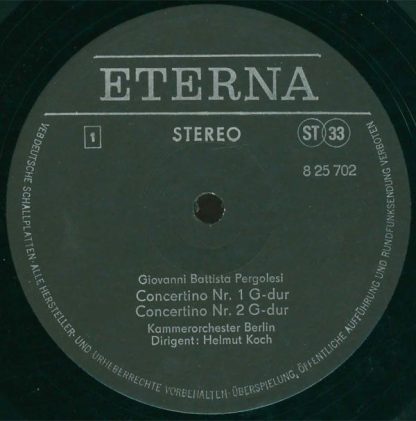 ETERNA
1
STEREO
ST 33
8 25 702
Giovanni Battista Pergolesi
Concertino Nr. 1 G-dur
Concertino Nr. 2 G-dur
Kammerorchester Berlin
Dirigent: Helmut Koch
VEB DEUTSCHE SCHALLPLATTEN · ALLE HERSTELLER- UND URHEBERRECHTE VORBEHALTEN · ÜBERSPIELUNG, ÖFFENTLICHE AUFFÜHRUNG UND RUNDFUNKSENDUNG VERBOTEN